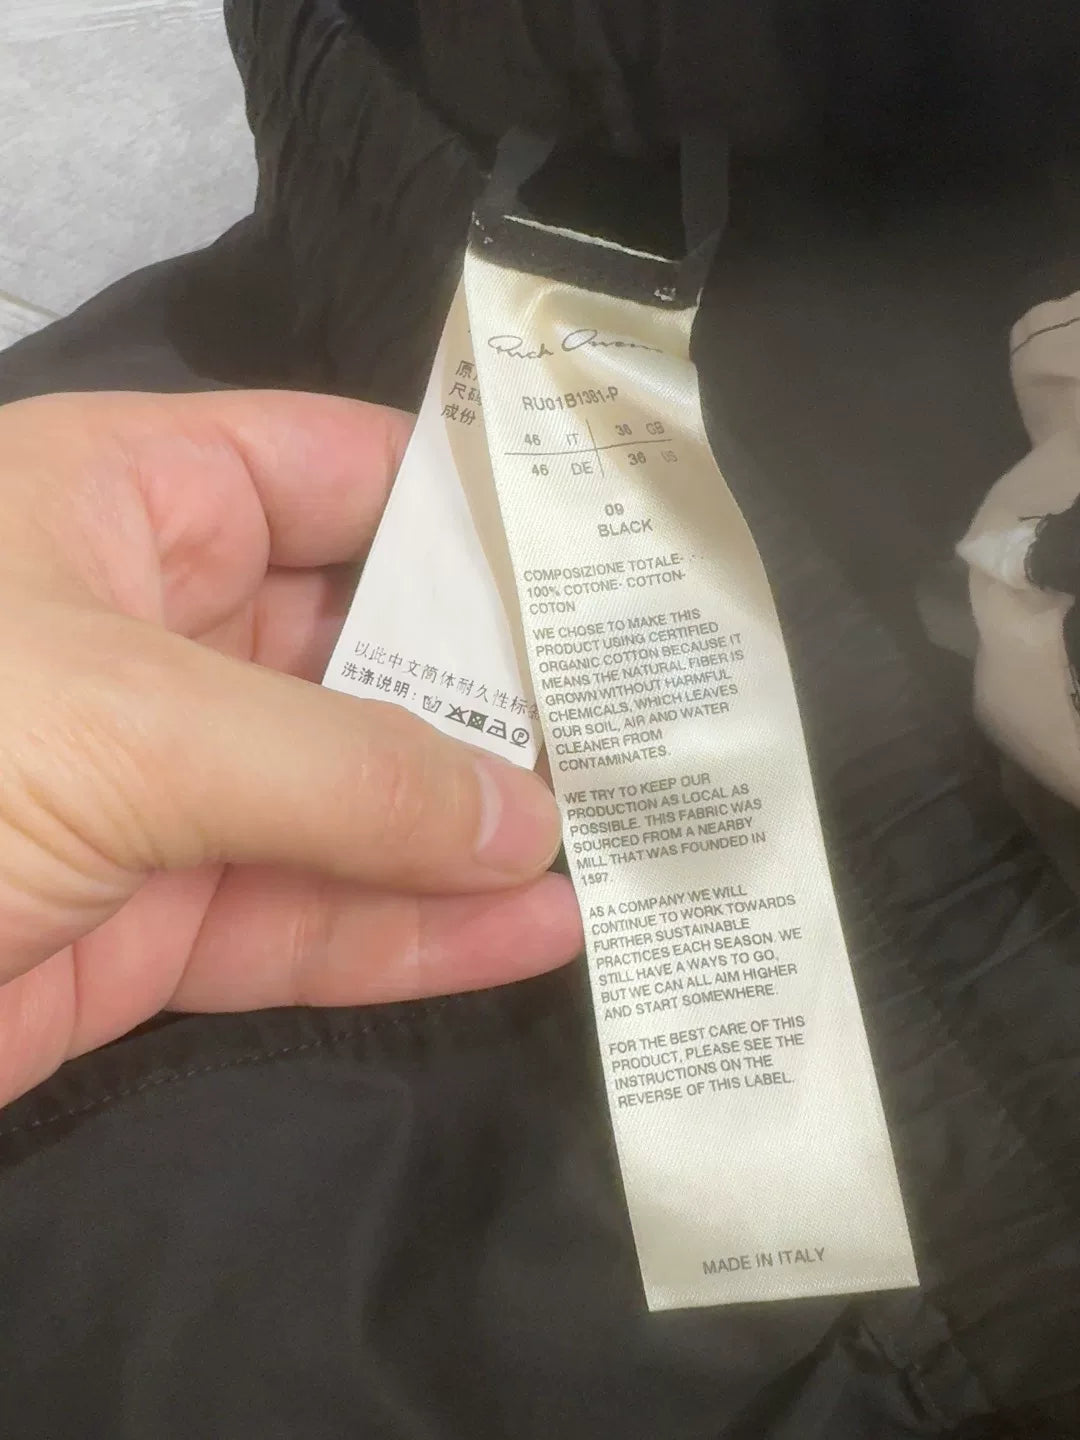 Rick Owens
RU01B1381-P
46 IT 36 GB
46 DE 36 US
09
BLACK
COMPOSIZIONE TOTALE-
100% COTONE- COTTON-
COTON
WE CHOSE TO MAKE THIS
PRODUCT USING CERTIFIED
ORGANIC COTTON BECAUSE IT
MEANS THE NATURAL FIBER IS
GROWN WITHOUT HARMFUL
CHEMICALS, WHICH LEAVES
OUR SOIL, AIR AND WATER
CLEANER FROM
CONTAMINATES.
WE TRY TO KEEP OUR
PRODUCTION AS LOCAL AS
POSSIBLE. THIS FABRIC WAS
SOURCED FROM A NEARBY
MILL THAT WAS FOUNDED IN
AS A COMPANY WE WILL
CONTINUE TO WORK TOWARDS
FURTHER SUSTAINABLE
PRACTICES EACH SEASON. WE
STILL HAVE A WAYS TO GO,
BUT WE CAN ALL AIM HIGHER
AND START SOMEWHERE.
FOR THE BEST CARE OF THIS
PRODUCT, PLEASE SEE THE
INSTRUCTIONS ON THE
REVERSE OF THIS LABEL.
MADE IN ITALY
原
尺码
成份
以此中文简体耐久性标
洗涤说明：